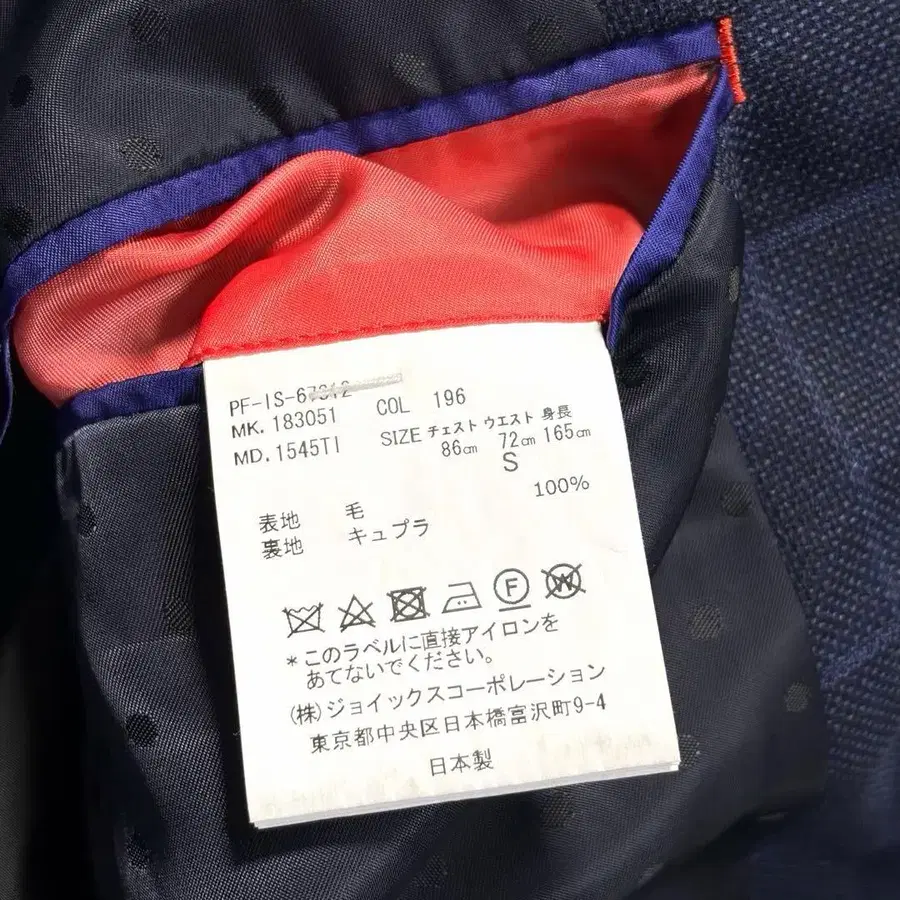 PF-IS-67312
MK. 183051 COL 196
MD. 1545TI SIZE チェスト ウエスト 身長
86cm 72cm 165cm
S
100%
表地 毛
裏地 キュプラ
F W
*このラベルに直接アイロンを
あてないでください。
(株)ジョイックスコーポレーション
東京都中央区日本橋富沢町9-4
日本製